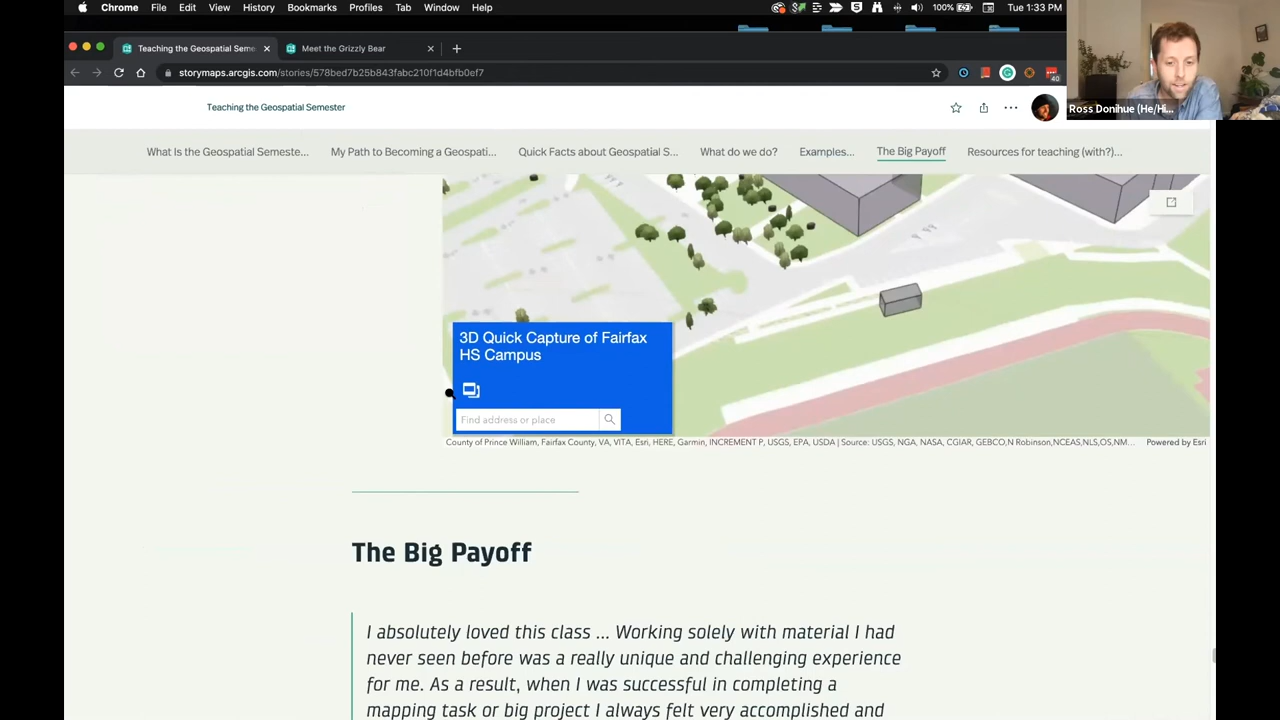 Chrome File Edit View History Bookmarks Profiles Tab Window Help 100% Tue 1:33 PM
Teaching the Geospatial Seme Meet the Grizzly Bear
storymaps.arcgis.com/stories/578bed7b25b843fabc210f1d4bfb0ef7
40
Ross Donihue (He/Hi...
Teaching the Geospatial Semester
What Is the Geospatial Semeste... My Path to Becoming a Geospati... Quick Facts about Geospatial S... What do we do? Examples... The Big Payoff Resources for teaching (with?)...
3D Quick Capture of Fairfax
HS Campus
Find address or place
County of Prince William, Fairfax County, VA, VITA, Esri, HERE, Garmin, INCREMENT P, USGS, EPA, USDA | Source: USGS, NGA, NASA, CGIAR, GEBCO,N Robinson,NCEAS,NLS,OS,NM... Powered by Esri
The Big Payoff
I absolutely loved this class ... Working solely with material I had
never seen before was a really unique and challenging experience
for me. As a result, when I was successful in completing a
mapping task or big project I always felt very accomplished and